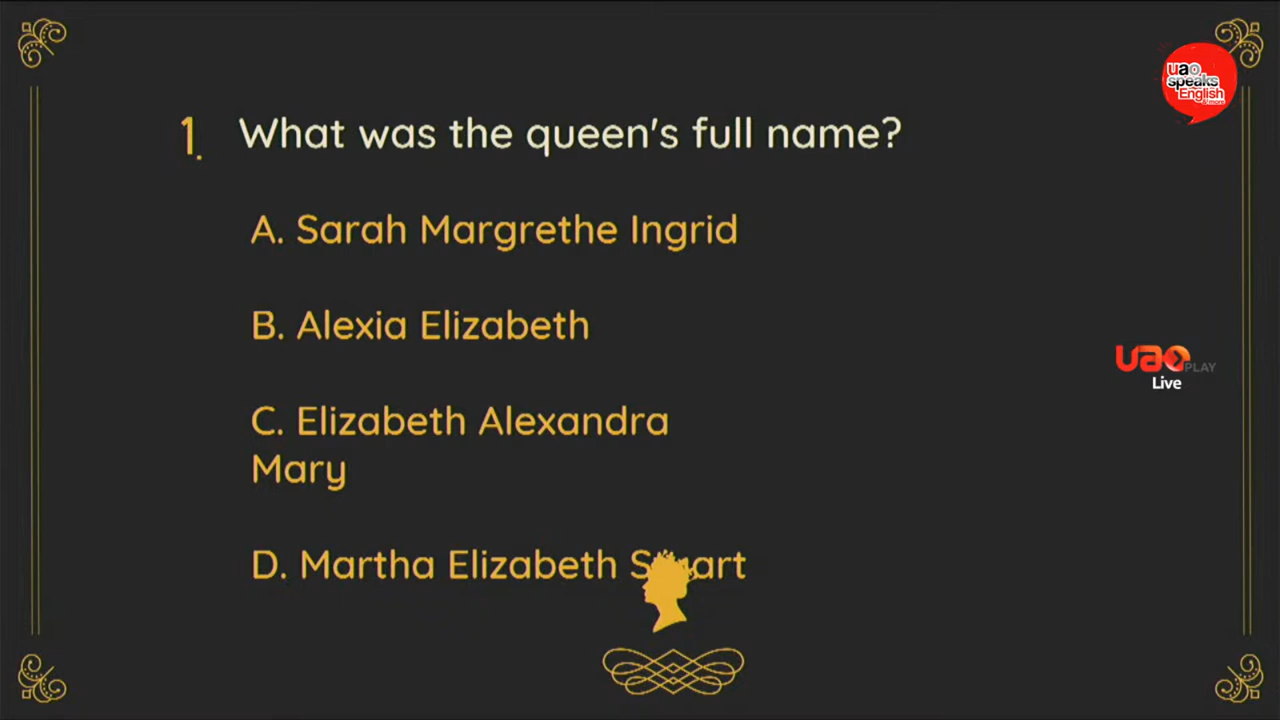 uao
speaks
English
& more
1. What was the queen's full name?
A. Sarah Margrethe Ingrid
B. Alexia Elizabeth
uao PLAY
Live
C. Elizabeth Alexandra
Mary
D. Martha Elizabeth